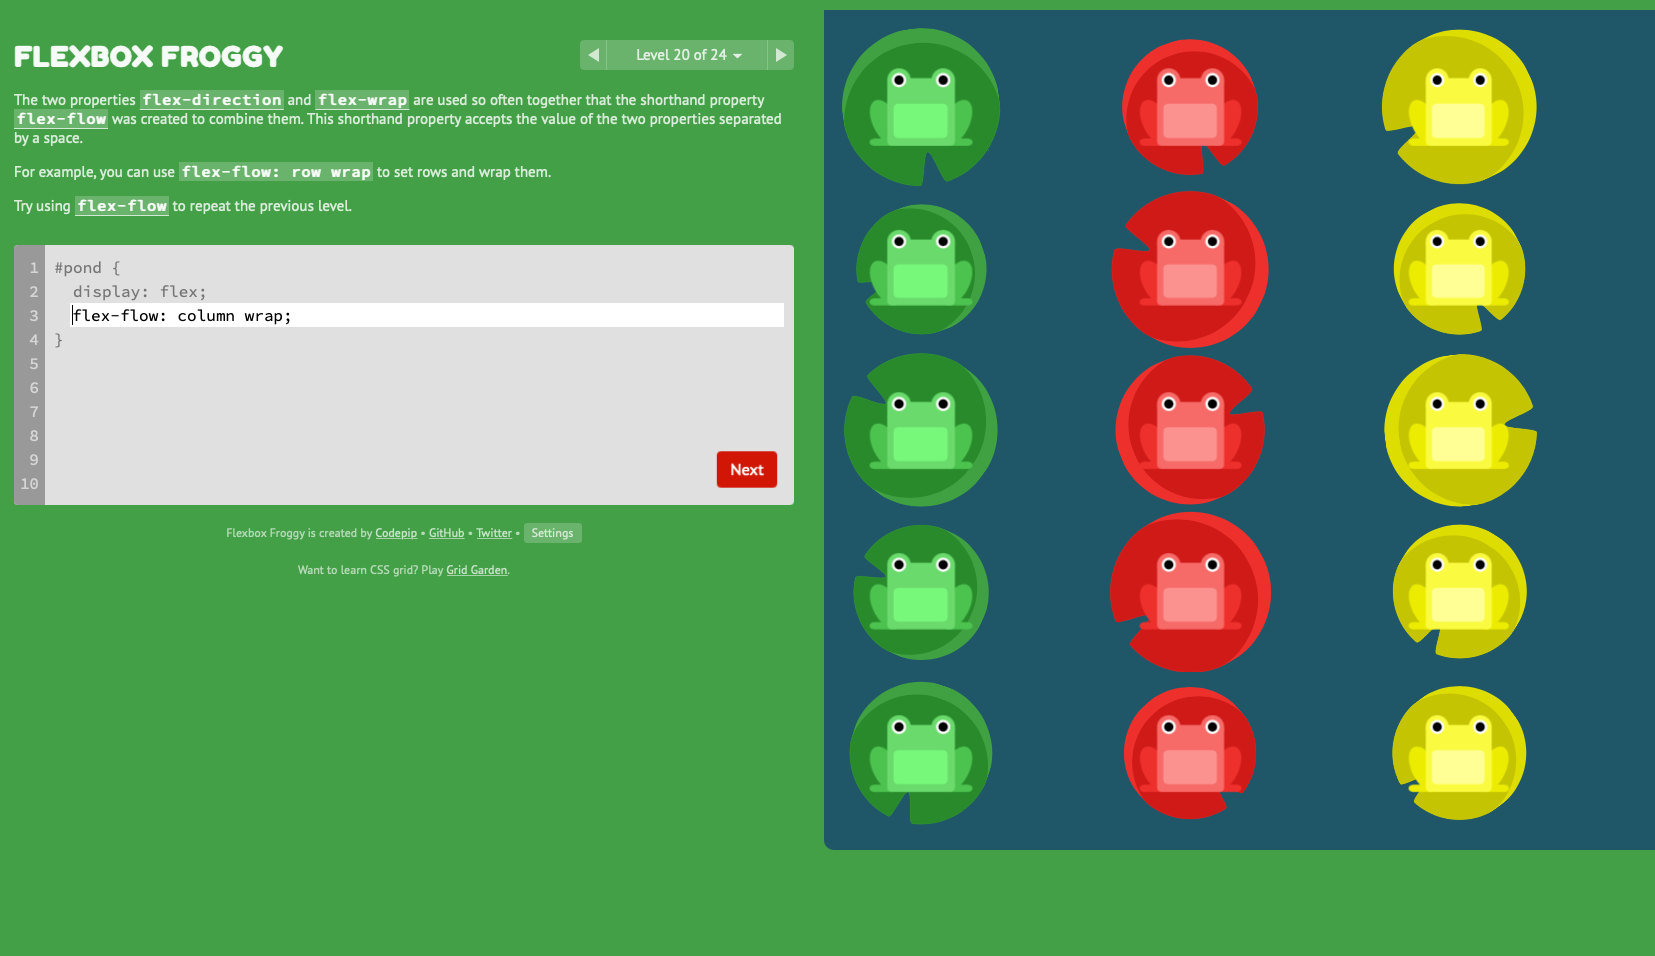 FLEXBOX FROGGY
Level 20 of 24
The two properties flex-direction and flex-wrap are used so often together that the shorthand property
flex-flow was created to combine them. This shorthand property accepts the value of the two properties separated
by a space.
For example, you can use flex-flow: row wrap to set rows and wrap them.
Try using flex-flow to repeat the previous level.
1 #pond {
2 display: flex;
3 flex-flow: column wrap;
4 }
5
6
7
8
9
10
Next
Flexbox Froggy is created by Codepip • GitHub • Twitter • Settings
Want to learn CSS grid? Play Grid Garden.